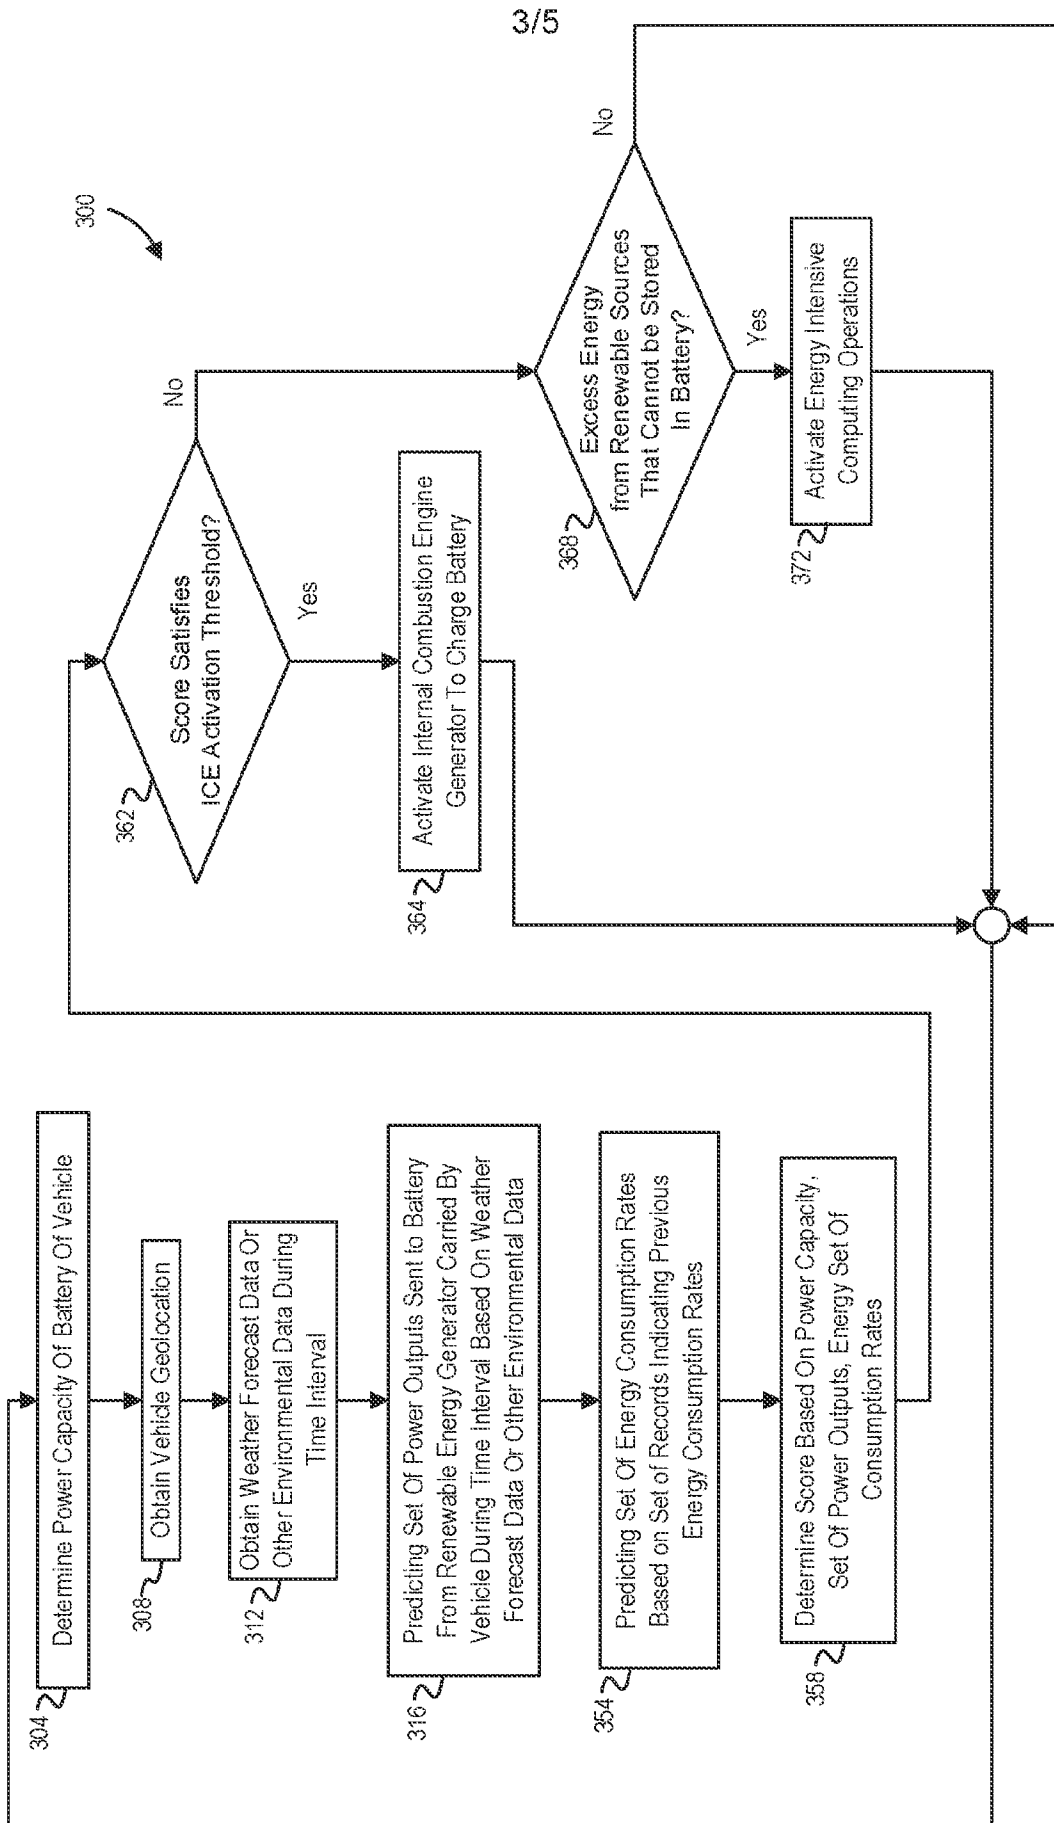 3/5
300
304
Determine Power Capacity Of Battery Of Vehicle
308
Obtain Vehicle Geolocation
312
Obtain Weather Forecast Data Or
Other Environmental Data During
Time Interval
316
Predicting Set Of Power Outputs Sent to Battery
From Renewable Energy Generator Carried By
Vehicle During Time Interval Based On Weather
Forecast Data Or Other Environmental Data
354
Predicting Set Of Energy Consumption Rates
Based on Set of Records Indicating Previous
Energy Consumption Rates
358
Determine Score Based On Power Capacity,
Set Of Power Outputs, Energy Set Of
Consumption Rates
362
Score Satisfies
ICE Activation Threshold?
No
Yes
364
Activate Internal Combustion Engine
Generator To Charge Battery
368
Excess Energy
from Renewable Sources
That Cannot be Stored
In Battery?
No
Yes
372
Activate Energy Intensive
Computing Operations